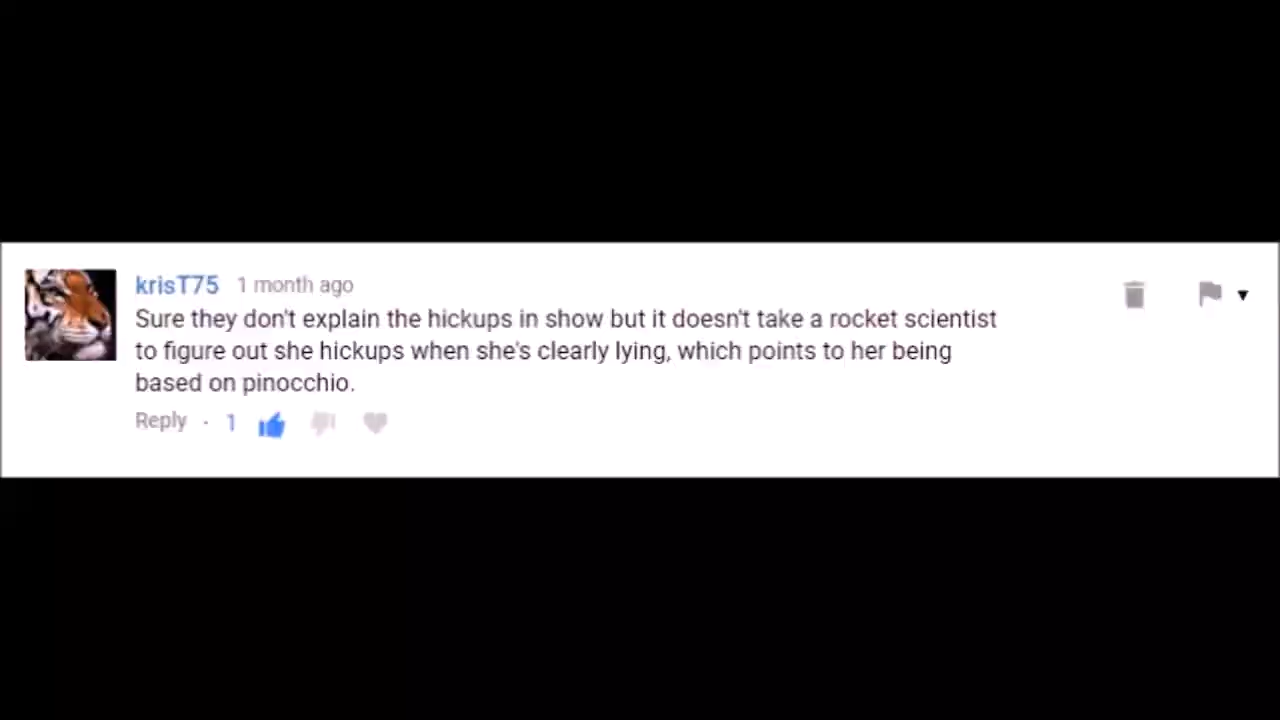 krisT75 1 month ago
Sure they don't explain the hickups in show but it doesn't take a rocket scientist
to figure out she hickups when she's clearly lying, which points to her being
based on pinocchio.
Reply · 1